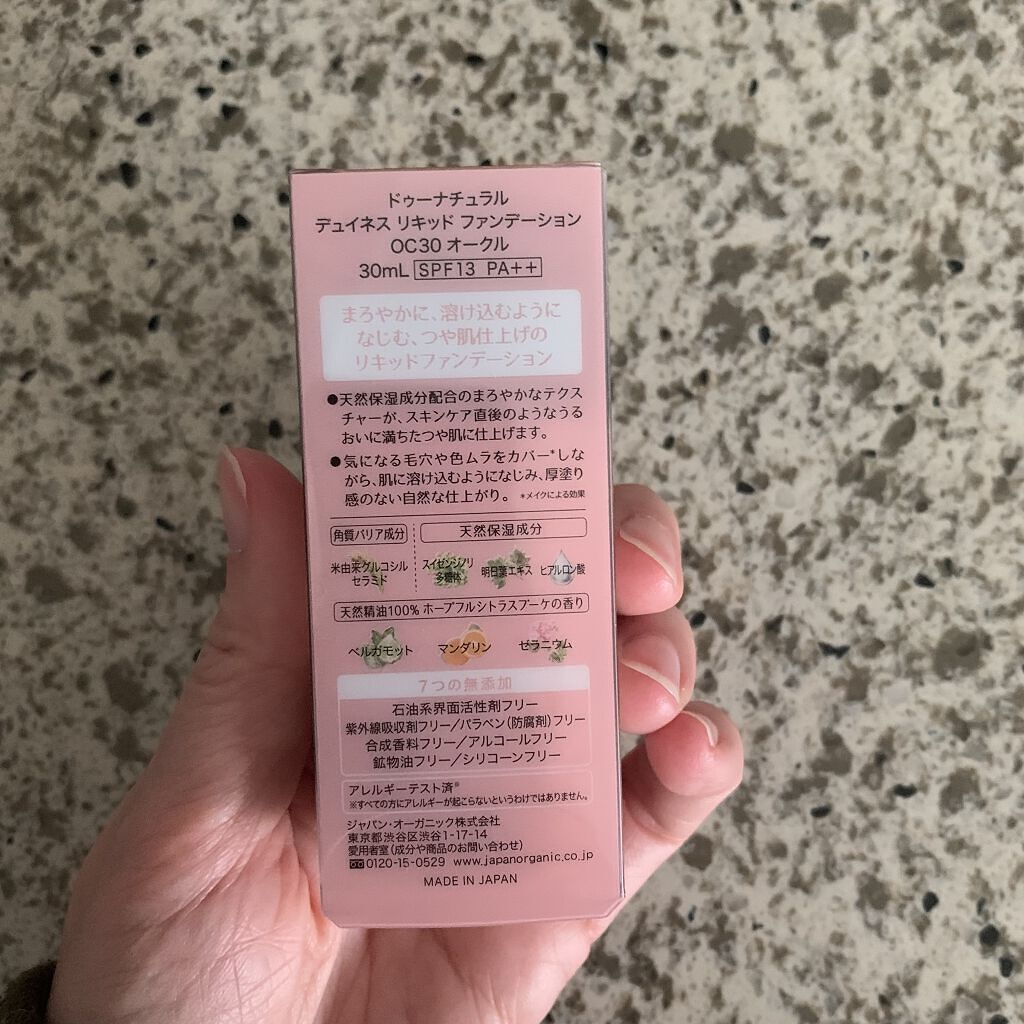 ドゥーナチュラル
デュイネス リキッド ファンデーション
OC30 オークル
30mL SPF13 PA++
まろやかに、溶け込むように
なじむ、つや肌仕上げの
リキッドファンデーション
●天然保湿成分配合のまろやかなテクス
チャーが、スキンケア直後のようなうる
おいに満ちたつや肌に仕上げます。
●気になる毛穴や色ムラをカバー*しな
がら、肌に溶け込むようになじみ、厚塗り
感のない自然な仕上がり。 *メイクによる効果
角質バリア成分 天然保湿成分
米由来グルコシル
セラミド
スイゼンジノリ
多糖体
明日葉エキス ヒアルロン酸
天然精油100% ホープフルシトラスブーケの香り
ベルガモット マンダリン ゼラニウム
7つの無添加
石油系界面活性剤フリー
紫外線吸収剤フリー/パラベン(防腐剤)フリー
合成香料フリー/アルコールフリー
鉱物油フリー/シリコーンフリー
アレルギーテスト済※
※すべての方にアレルギーが起こらないというわけではありません。
ジャパン・オーガニック株式会社
東京都渋谷区渋谷1-17-14
愛用者室(成分や商品のお問い合わせ)
0120-15-0529 www.japanorganic.co.jp
MADE IN JAPAN